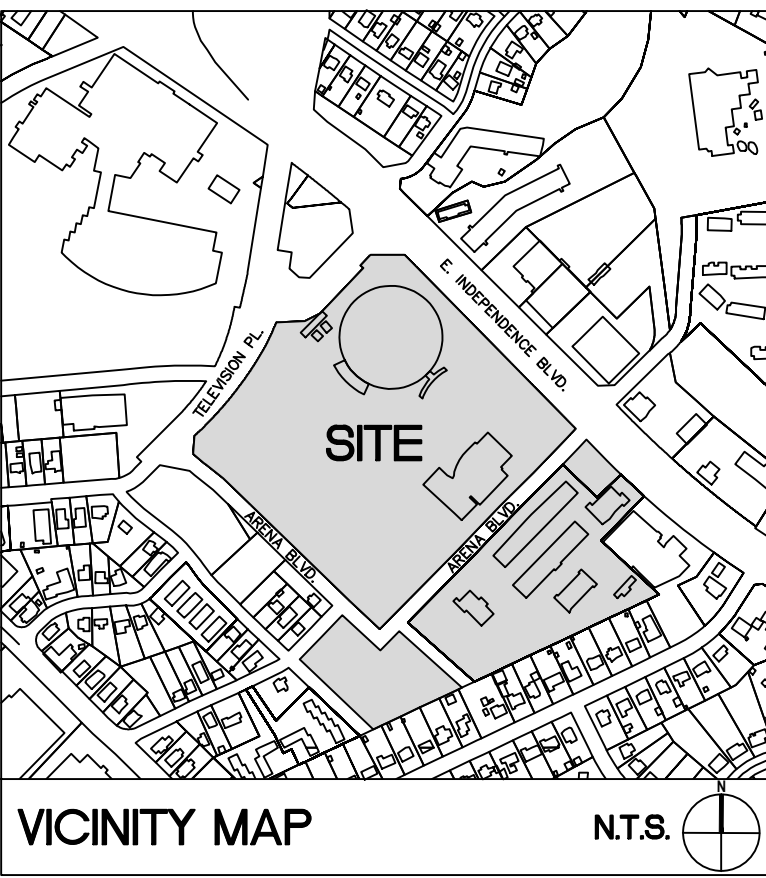 E. INDEPENDENCE BLVD.
TELEVISION PL.
SITE
ARENA BLVD.
ARENA BLVD.
VICINITY MAP
N.T.S.
N